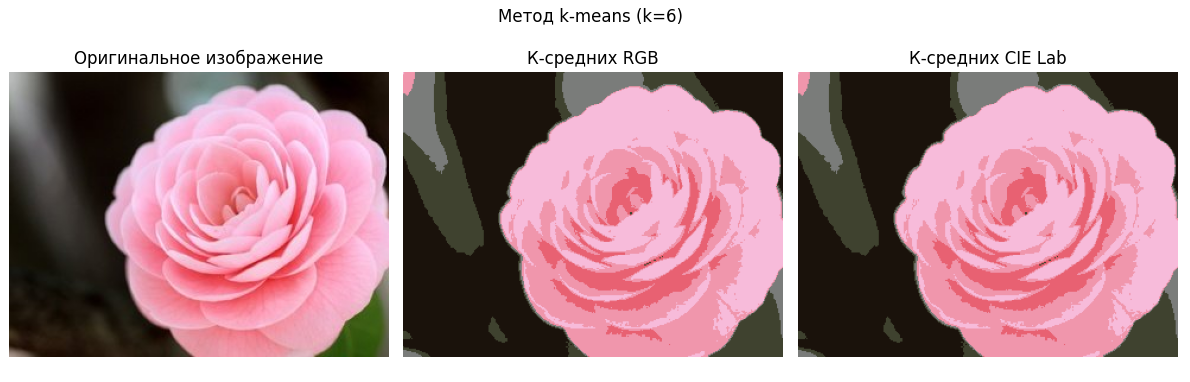 Метод k-means (k=6)
Оригинальное изображение
К-средних RGB
К-средних CIE Lab